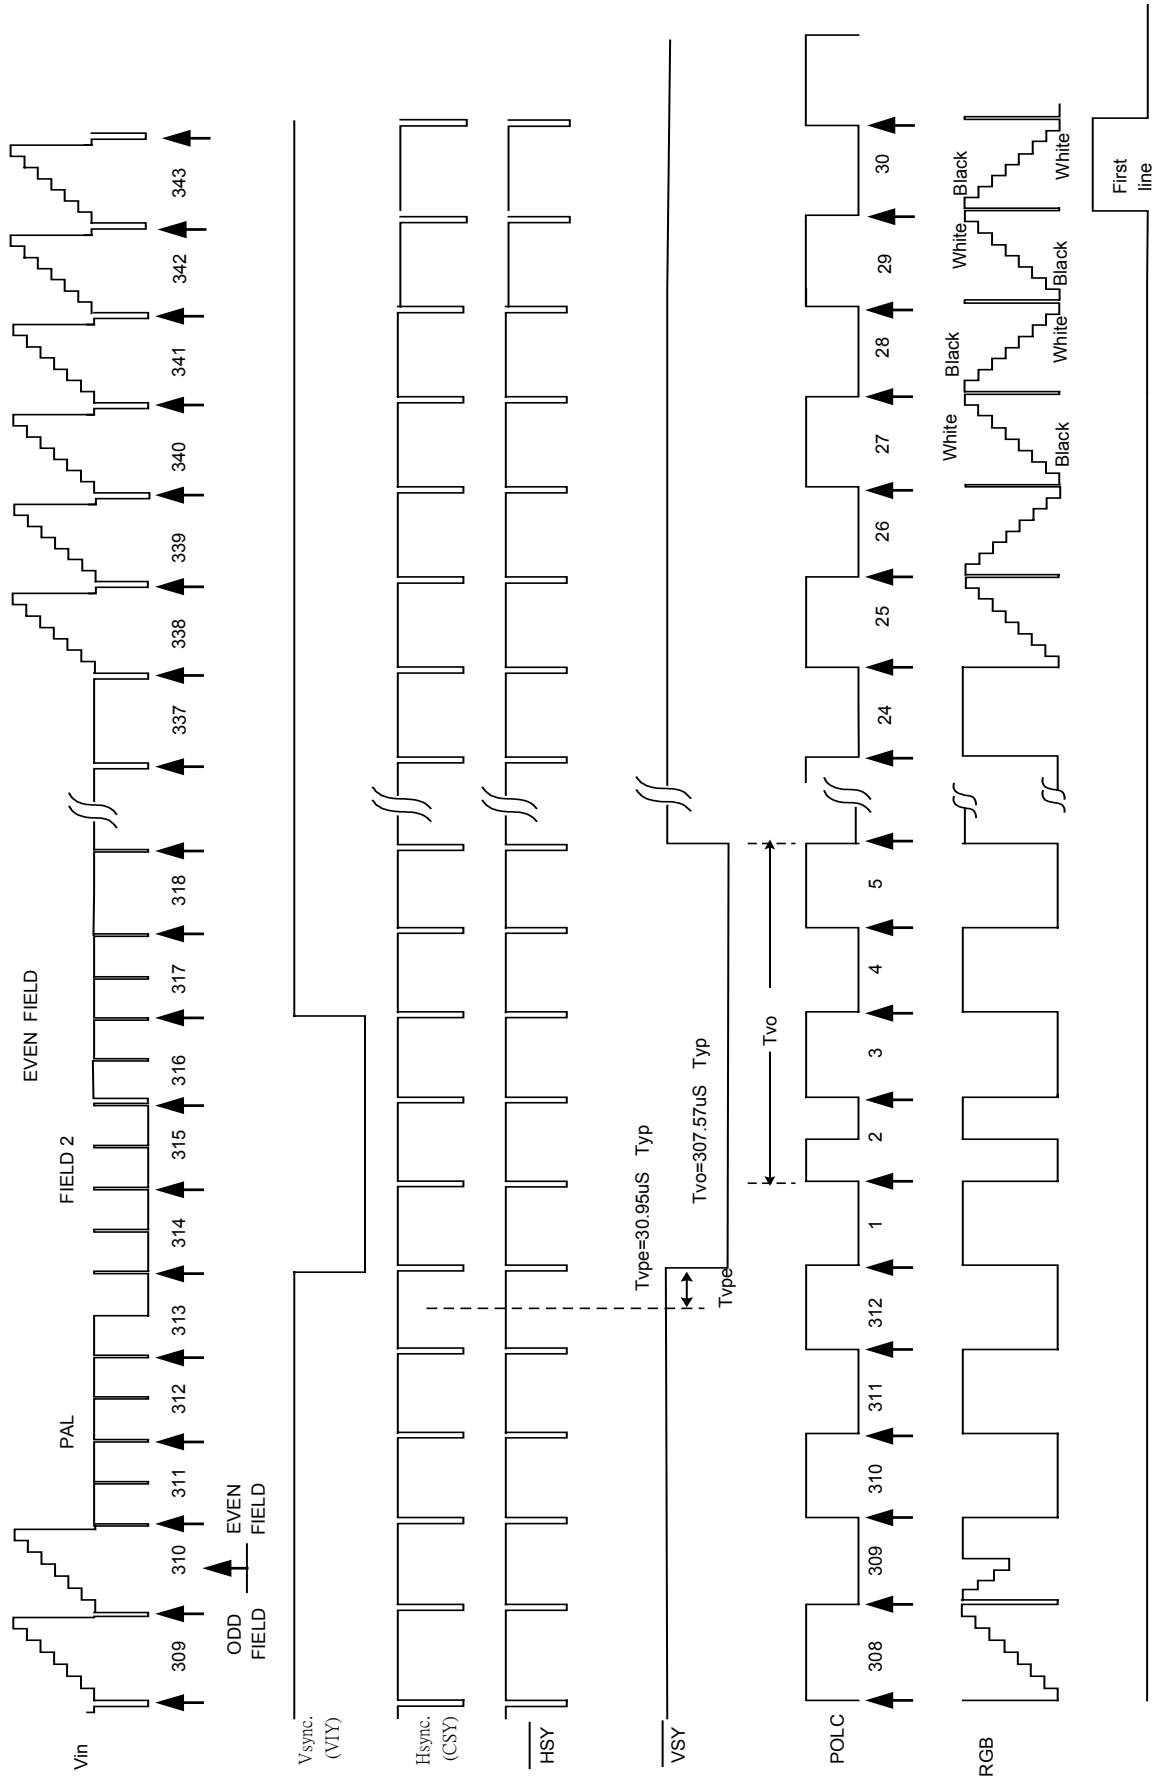 EVEN FIELD
FIELD 2
PAL
Vin
309
310
311
312
313
314
315
316
317
318
337
338
339
340
341
342
343
ODD
FIELD
EVEN
FIELD
Vsync.
(VIY)
Hsync.
(CSY)
HSY
VSY
Tvpe=30.95uS Typ
Tvo=307.57uS Typ
Tvpe
Tvo
POLC
308
309
310
311
312
1
2
3
4
5
24
25
26
27
28
29
30
RGB
White
Black
White
Black
Black
White
Black
White
First
line